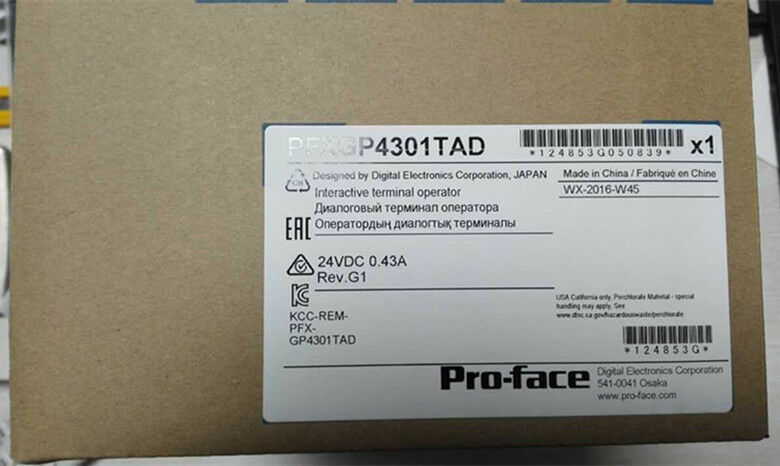 PFXGP4301TAD
*124853G050839*
x1
Designed by Digital Electronics Corporation, JAPAN
Made in China / Fabriqué en Chine
Interactive terminal operator
WX-2016-W45
Диалоговый терминал оператора
Оператордың диалогтық терминалы
EAC
24VDC 0.43A
Rev.G1
KCC-REM-
PFX-
GP4301TAD
USA California only, Perchlorate Material - special
handling may apply. See
www.dtsc.ca.gov/hazardouswaste/perchlorate
*124853G*
Pro-face
Digital Electronics Corporation
541-0041 Osaka
www.pro-face.com